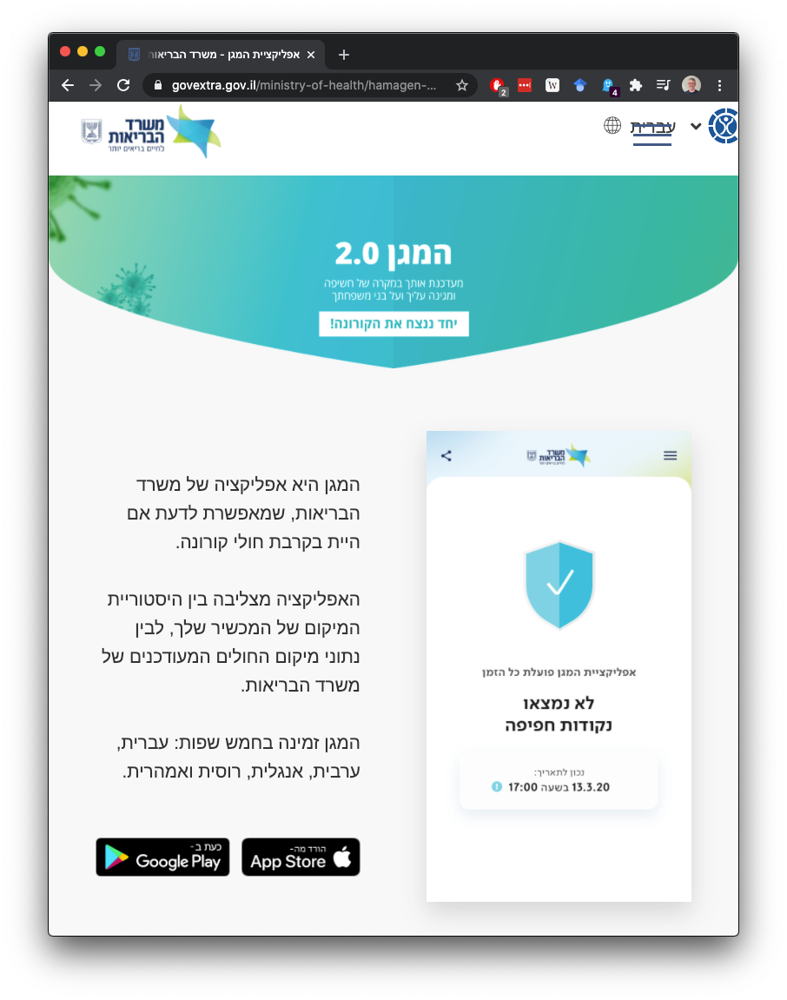 אפליקציית המגן - משרד הבריאות
govextra.gov.il/ministry-of-health/hamagen-...
2
W
4
משרד
הבריאות
לחיים בריאים יותר
עברית
המגן 2.0
מעדכנת אותך במקרה של חשיפה
ומגינה עליך ועל בני משפחתך
יחד ננצח את הקורונה!
המגן היא אפליקציה של משרד
הבריאות, שמאפשרת לדעת אם
היית בקרבת חולי קורונה.
האפליקציה מצליבה בין היסטוריית
המיקום של המכשיר שלך, לבין
נתוני מיקום החולים המעודכנים של
משרד הבריאות.
המגן זמינה בחמש שפות: עברית,
ערבית, אנגלית, רוסית ואמהרית.
הורד מה-
App Store
כעת ב-
Google Play
משרד
הבריאות
לחיים בריאים יותר
אפליקציית המגן פועלת כל הזמן
לא נמצאו
נקודות חפיפה
נכון לתאריך:
13.3.20 בשעה 17:00